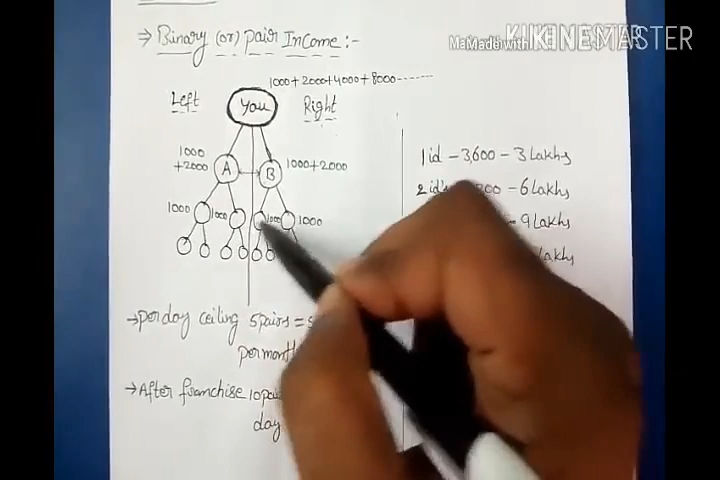 Made with KINEMASTER
⇒ Binary (or) pair Income:-
1000+2000+4000+8000-------
Left You Right
1000 +2000 A B 1000+2000
1000 1000 1000 1000
1 id - 3,600 - 3 Lakhs
2 id's - 6 Lakhs
- 9 Lakhs
Lakhs
→ per day ceiling 5 pairs =
per month
→ After franchise 10
day